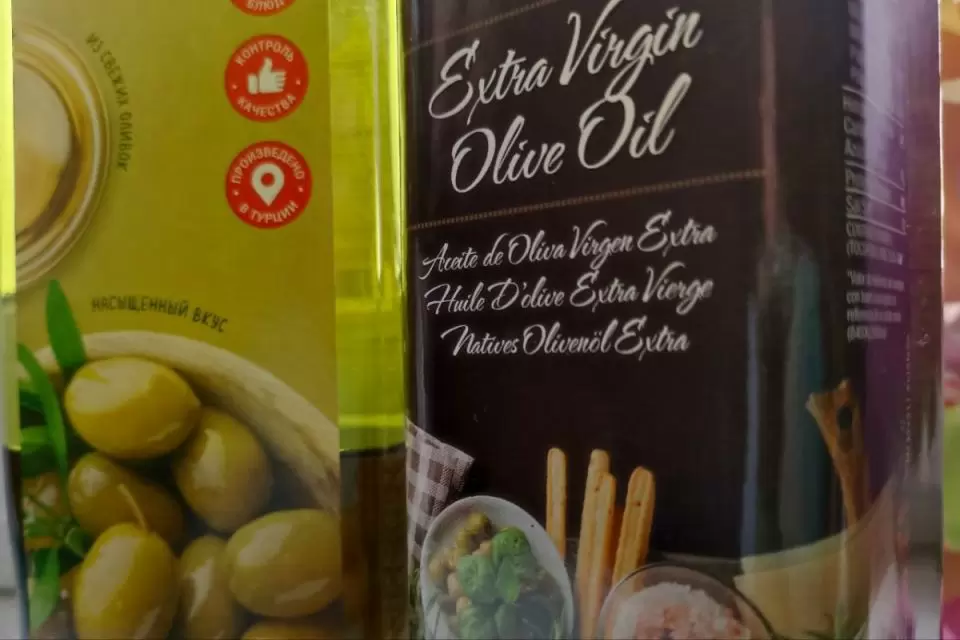 БЛЮД
КОНТРОЛЬ
КАЧЕСТВА
ИЗ СВЕЖИХ ОЛИВОК
ПРОИЗВЕДЕНО
В ТУРЦИИ
НАСЫЩЕННЫЙ ВКУС
Extra Virgin
Olive Oil
Aceite de Oliva Virgen Extra
Huile D'olive Extra Vierge
Natives Olivenöl Extra